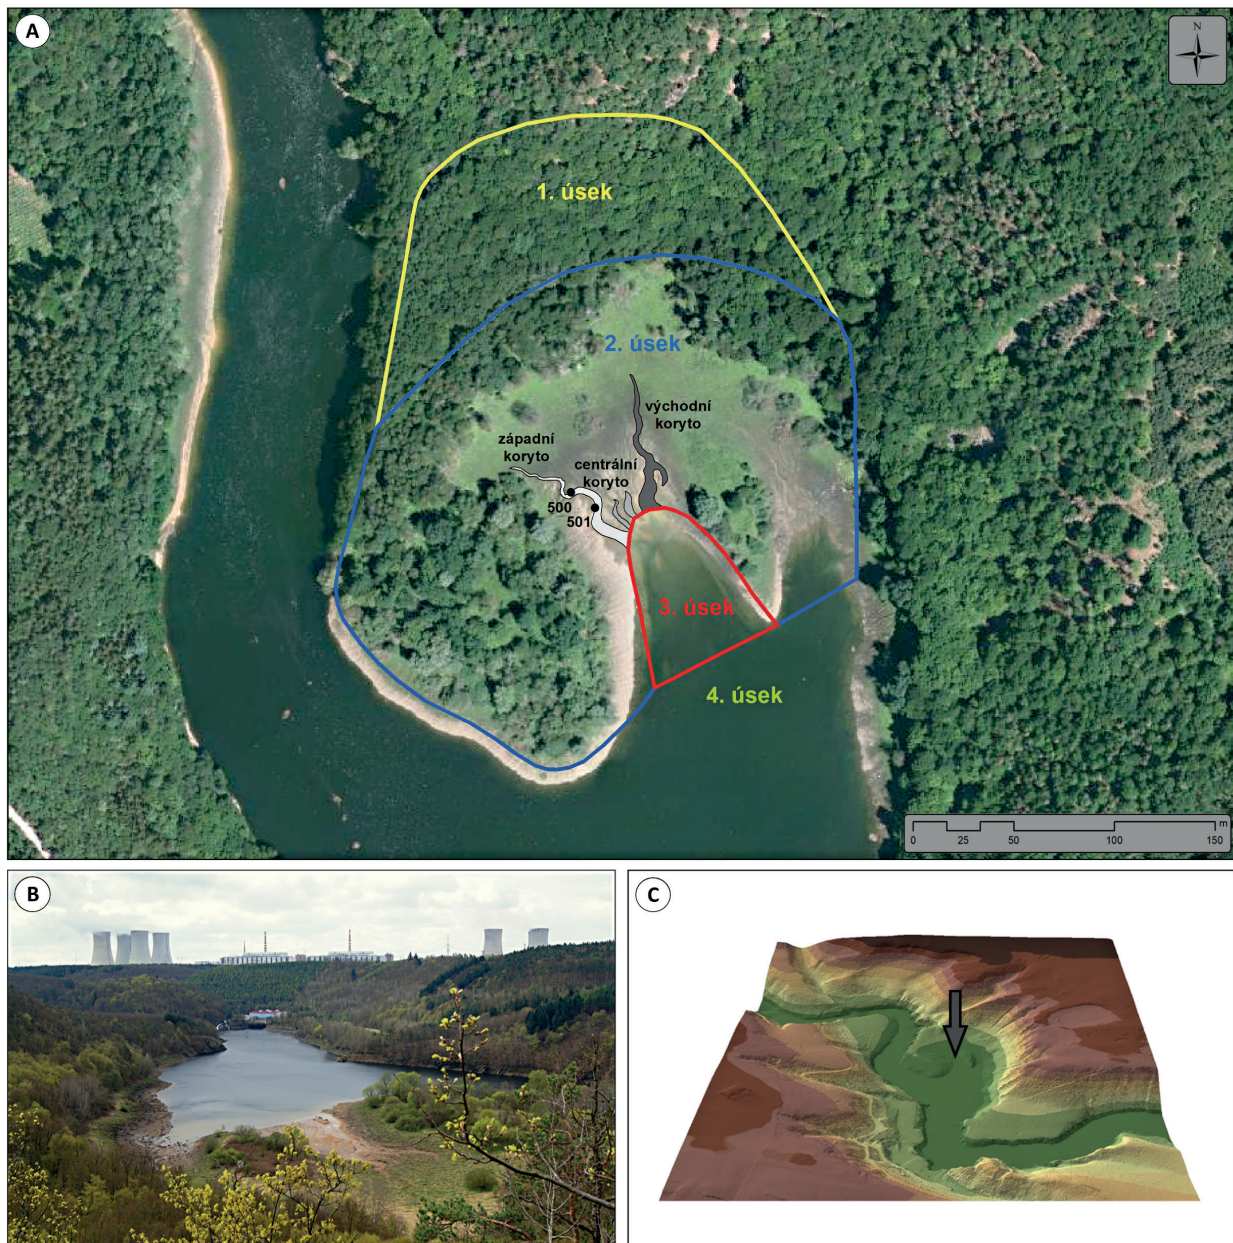 A
N
1. úsek
2. úsek
východní
koryto
západní
koryto
centrální
koryto
500
501
3. úsek
4. úsek
m
0 25 50 100 150
B
C